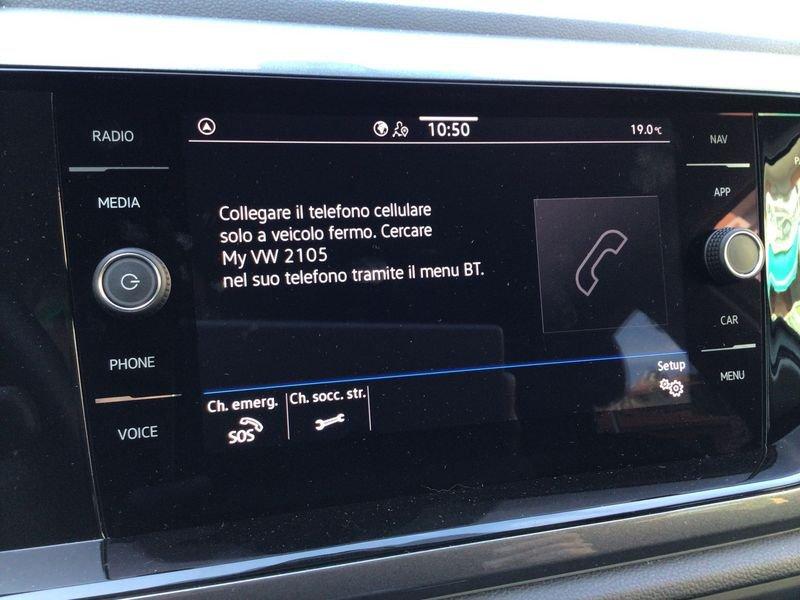 RADIO
MEDIA
PHONE
VOICE
10:50
19.0°C
Collegare il telefono cellulare
solo a veicolo fermo. Cercare
My VW 2105
nel suo telefono tramite il menu BT.
Ch. emerg.
SOS
Ch. socc. str.
Setup
NAV
APP
CAR
MENU